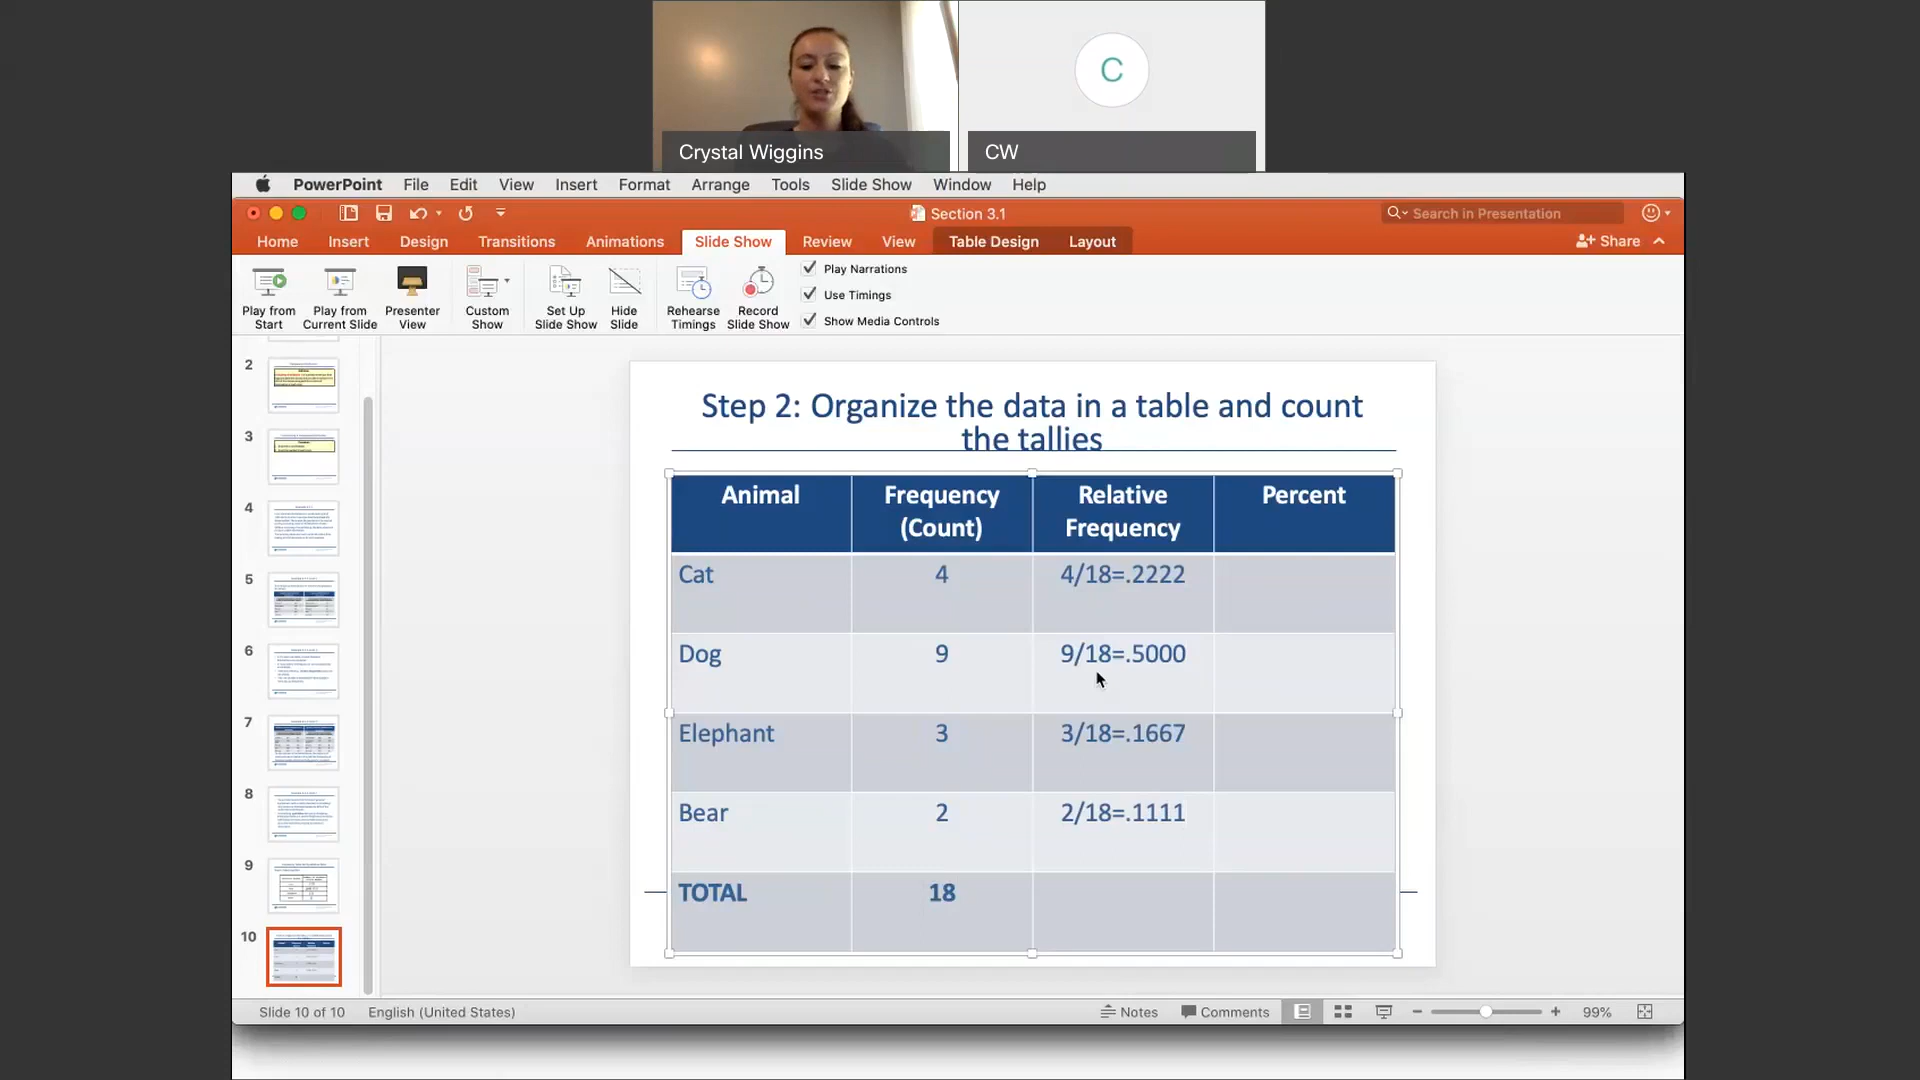 C
Crystal Wiggins
CW
PowerPoint File Edit View Insert Format Arrange Tools Slide Show Window Help
Section 3.1
Search in Presentation
Home Insert Design Transitions Animations Slide Show Review View Table Design Layout
Share
Play from Start
Play from Current Slide
Presenter View
Custom Show
Set Up Slide Show
Hide Slide
Rehearse Timings
Record Slide Show
Play Narrations
Use Timings
Show Media Controls
2
3
4
5
6
7
8
9
10
Step 2: Organize the data in a table and count
the tallies
Animal Frequency (Count) Relative Frequency Percent
Cat 4 4/18=.2222
Dog 9 9/18=.5000
Elephant 3 3/18=.1667
Bear 2 2/18=.1111
TOTAL 18
Slide 10 of 10 English (United States) Notes Comments 99%